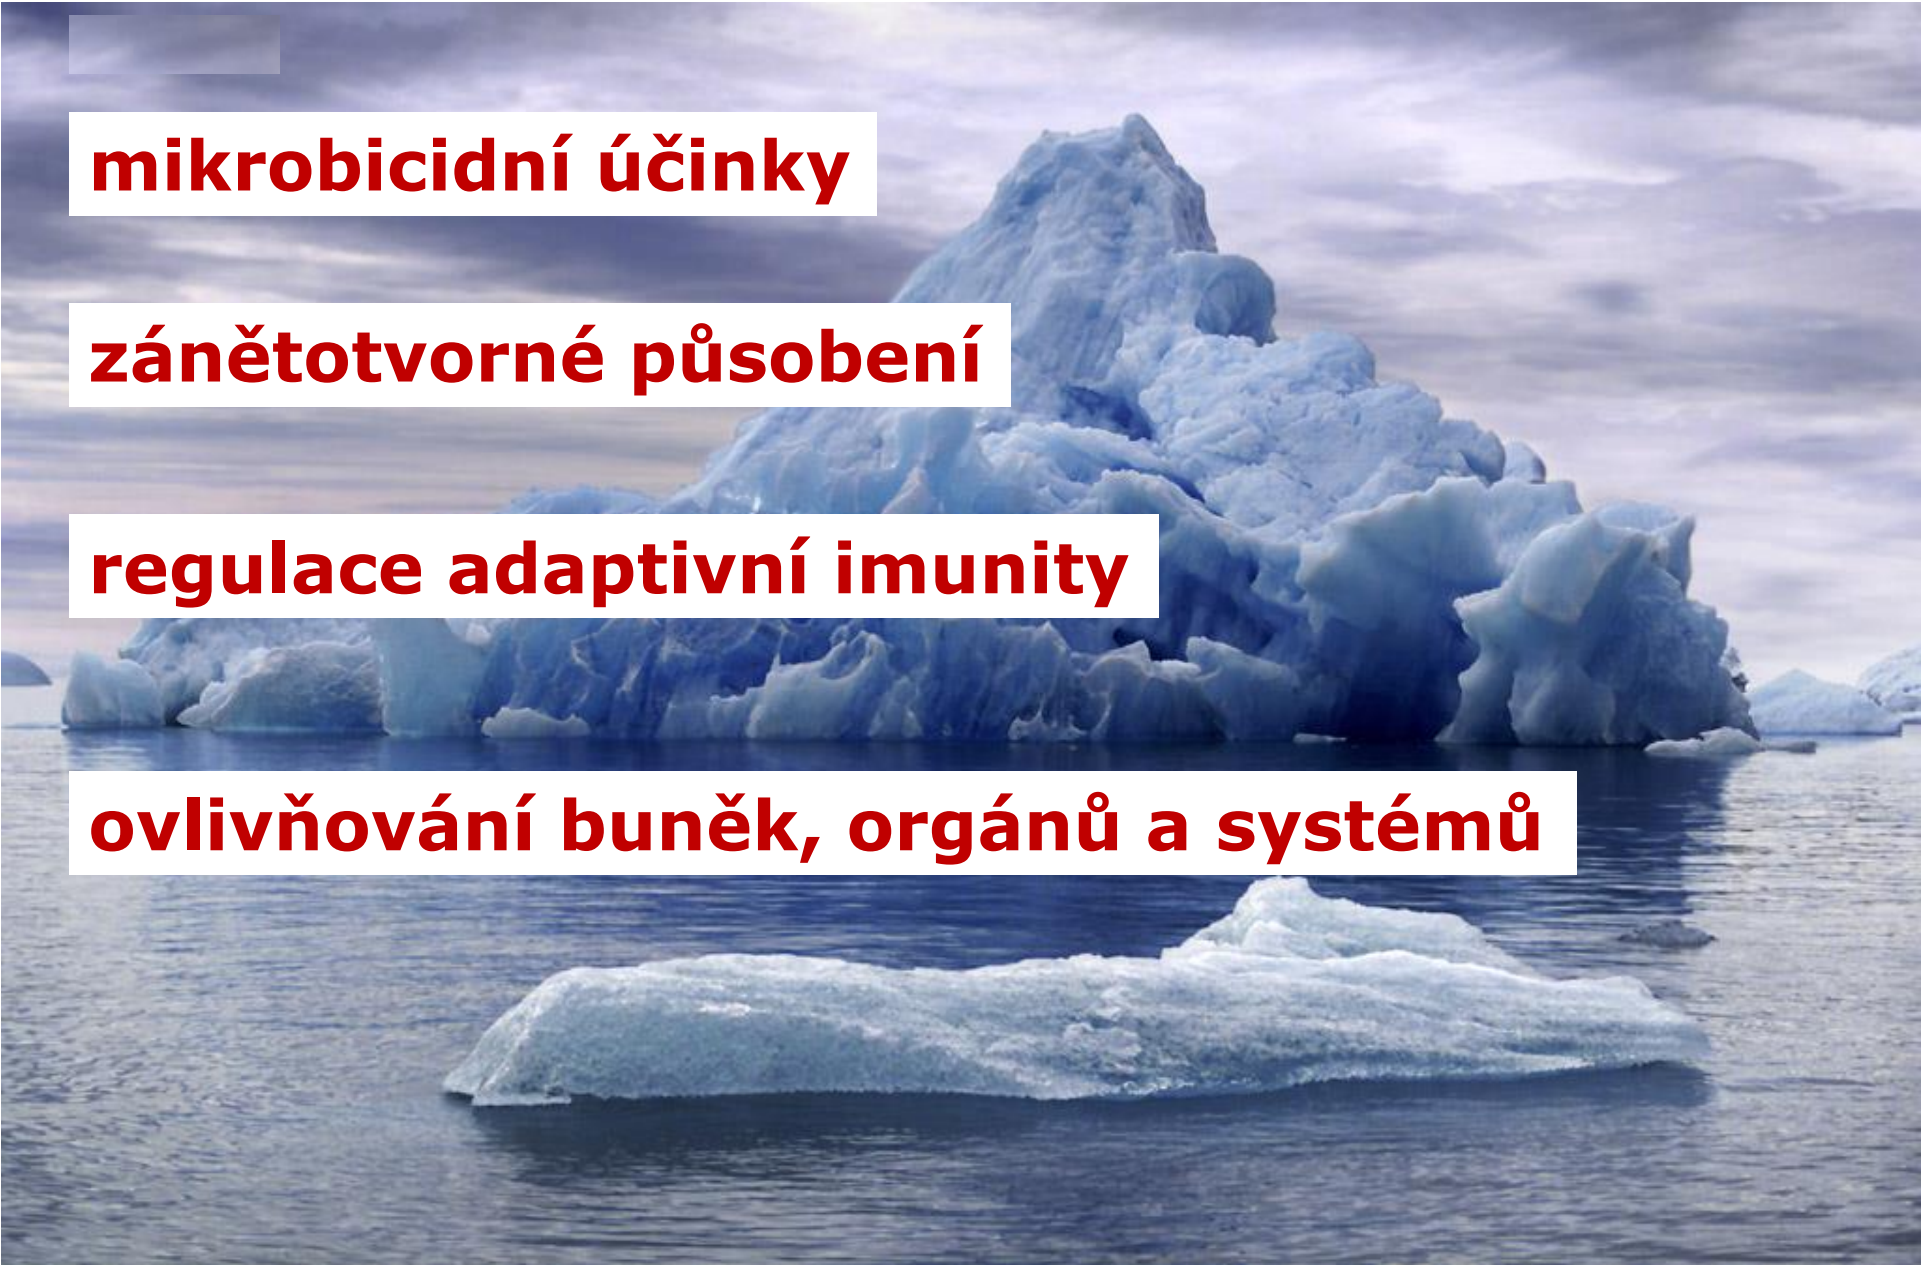 mikrobicidní účinky
zánětotvorné působení
regulace adaptivní imunity
ovlivňování buněk, orgánů a systémů